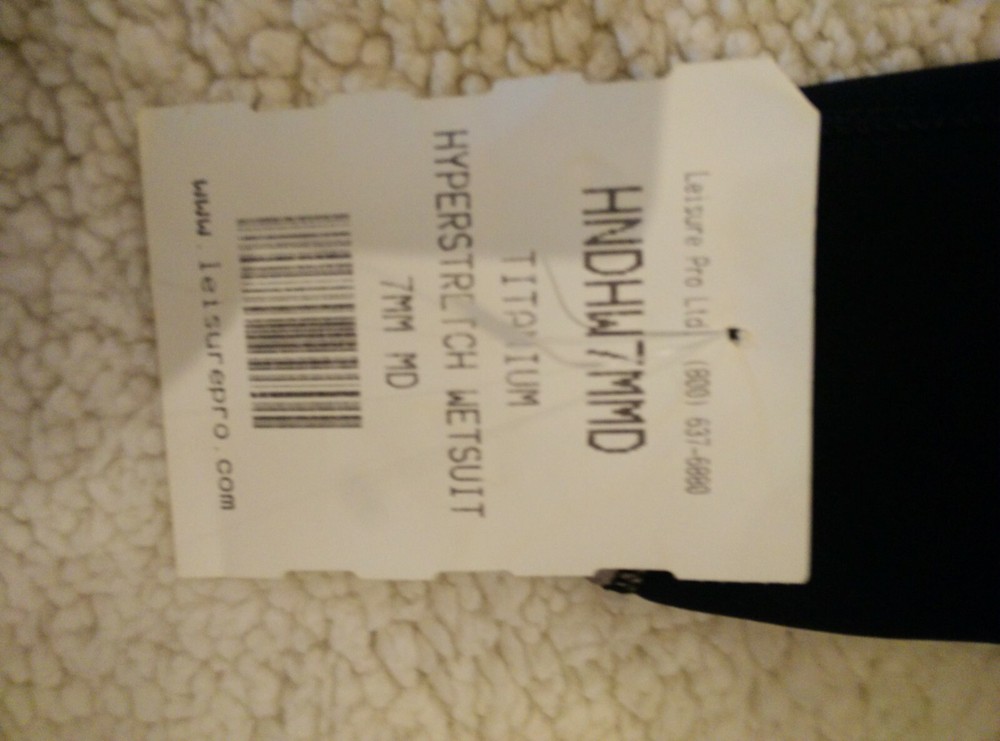 Leisure Pro Ltd (800) 637-6880
HNDHW7MMD
TITANIUM
HYPERSTRETCH WETSUIT
7MM MD
www.leisurepro.com